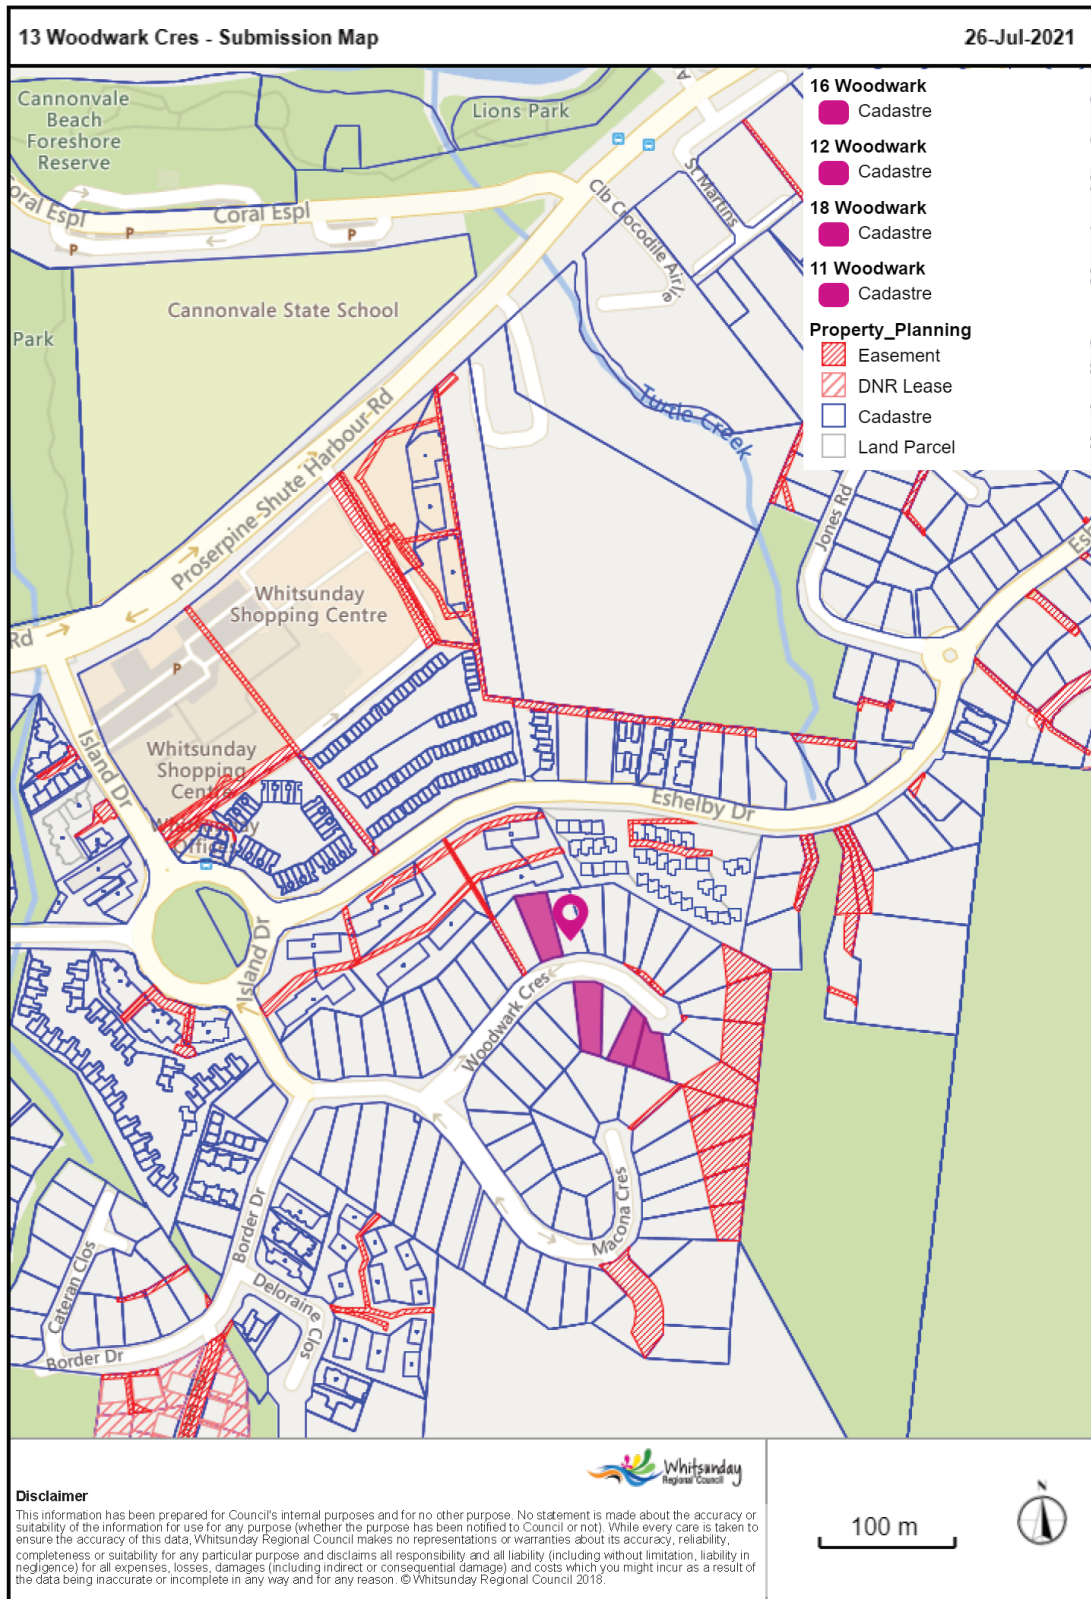 13 Woodwark Cres - Submission Map
26-Jul-2021
16 Woodwark
Cadastre
12 Woodwark
Cadastre
18 Woodwark
Cadastre
11 Woodwark
Cadastre
Property_Planning
Easement
DNR Lease
Cadastre
Land Parcel
Cannonvale
Beach
Foreshore
Reserve
Lions Park
Coral Espl
Coral Espl
P
P
P
St Martins
Clb Crocodile Airlie
Cannonvale State School
Park
Turtle Creek
Proserpine-Shute Harbour-Rd
Jones Rd
Whitsunday
Shopping Centre
Rd
P
Island Dr
Whitsunday
Shopping
Centre
Whitsunday
Offices
Eshelby Dr
Island Dr
Woodwark Cres
Macona Cres
Border Dr
Cateran Clos
Deloraine
Clos
Border Dr
Whitsunday
Regional Council
Disclaimer
This information has been prepared for Council's internal purposes and for no other purpose. No statement is made about the accuracy or
suitability of the information for use for any purpose (whether the purpose has been notified to Council or not). While every care is taken to
ensure the accuracy of this data, Whitsunday Regional Council makes no representations or warranties about its accuracy, reliability,
completeness or suitability for any particular purpose and disclaims all responsibility and all liability (including without limitation, liability in
negligence) for all expenses, losses, damages (including indirect or consequential damage) and costs which you might incur as a result of
the data being inaccurate or incomplete in any way and for any reason. © Whitsunday Regional Council 2018.
100 m
N